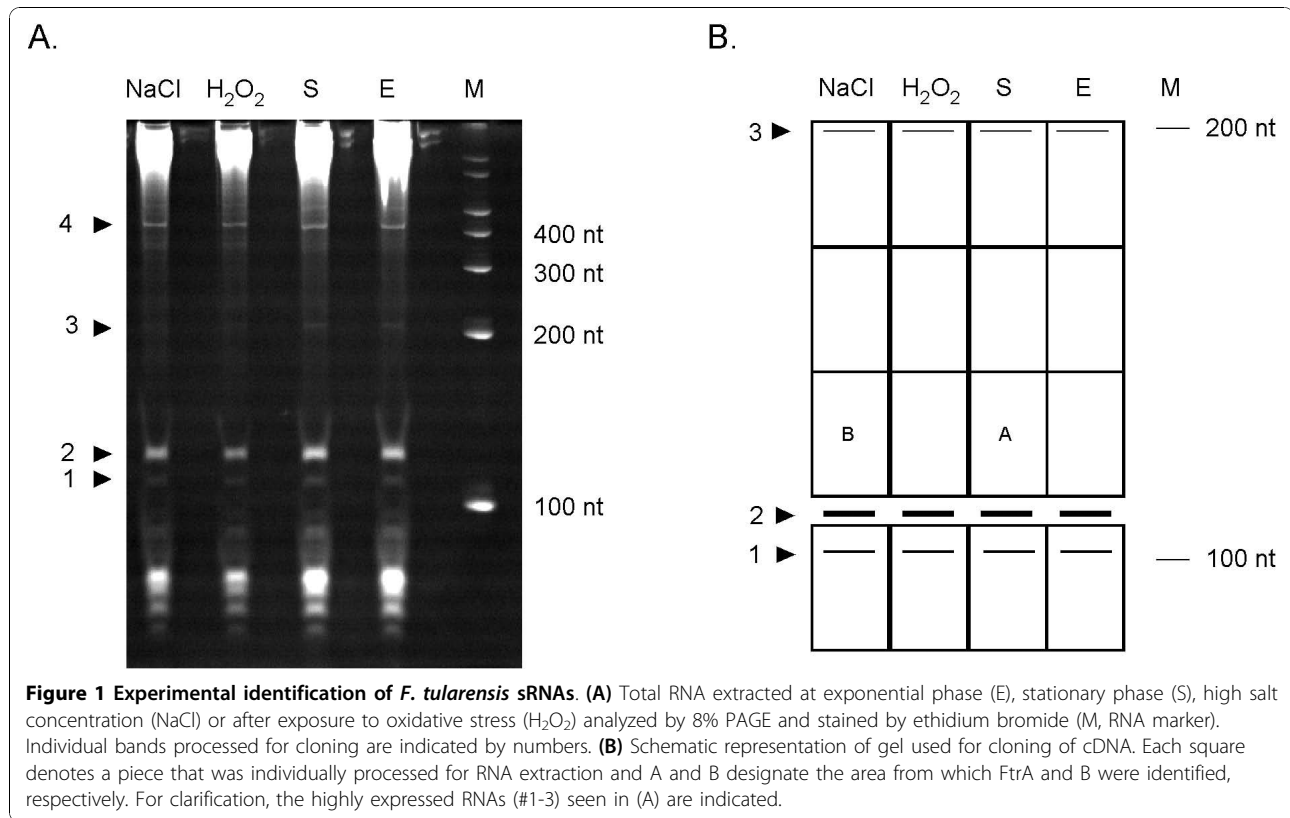 A.
NaCl H₂O₂ S E M
4
400 nt
300 nt
3
200 nt
2
1
100 nt
B.
NaCl H₂O₂ S E M
3
200 nt
B A
2
1
100 nt
Figure 1 Experimental identification of F. tularensis sRNAs. (A) Total RNA extracted at exponential phase (E), stationary phase (S), high salt
concentration (NaCl) or after exposure to oxidative stress (H₂O₂) analyzed by 8% PAGE and stained by ethidium bromide (M, RNA marker).
Individual bands processed for cloning are indicated by numbers. (B) Schematic representation of gel used for cloning of cDNA. Each square
denotes a piece that was individually processed for RNA extraction and A and B designate the area from which FtrA and B were identified,
respectively. For clarification, the highly expressed RNAs (#1-3) seen in (A) are indicated.